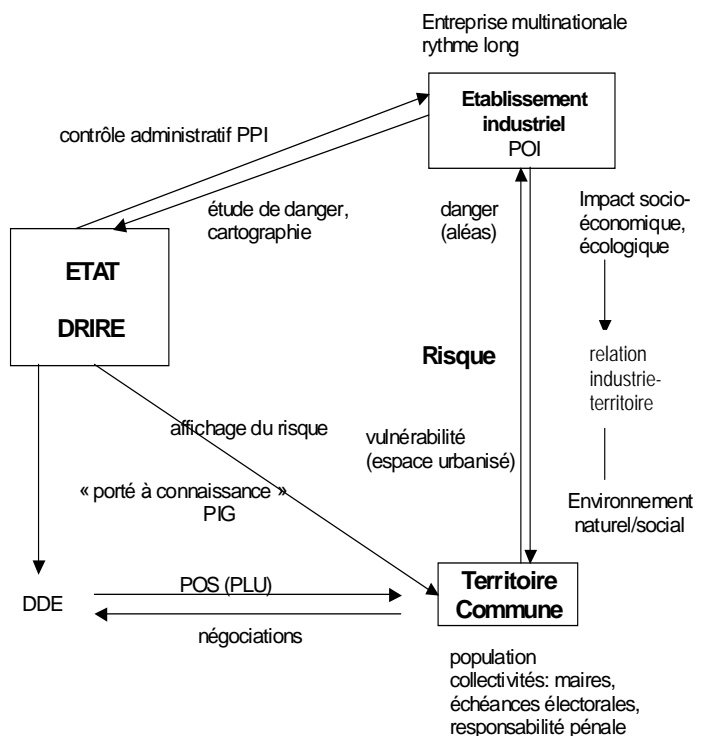 Entreprise multinationale
rythme long
Etablissement
industriel
POI
contrôle administratif PPI
étude de danger,
cartographie
danger
(aléas)
Impact socio-
économique,
écologique
ETAT
DRIRE
Risque
relation
industrie-
territoire
affichage du risque
vulnérabilité
(espace urbanisé)
« porté à connaissance »
PIG
Environnement
naturel/social
DDE
POS (PLU)
négociations
Territoire
Commune
population
collectivités: maires,
échéances électorales,
responsabilité pénale